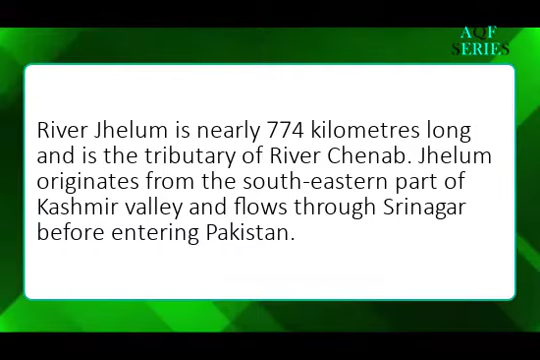 AQF
SERIES
River Jhelum is nearly 774 kilometres long
and is the tributary of River Chenab. Jhelum
originates from the south-eastern part of
Kashmir valley and flows through Srinagar
before entering Pakistan.